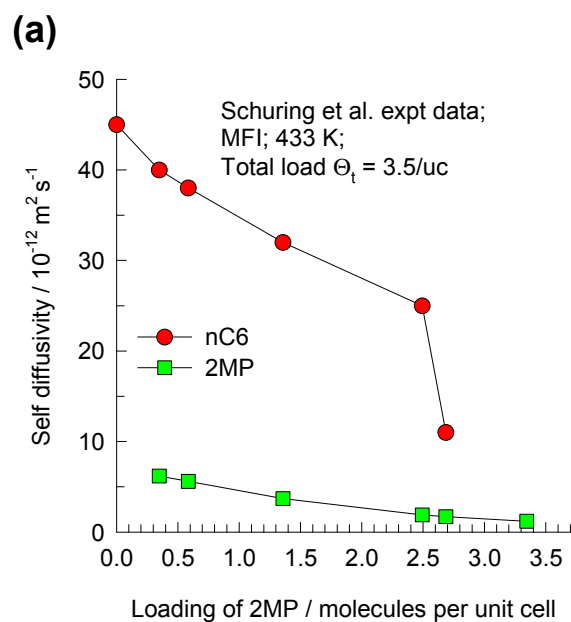 (a)
50
40
30
20
10
0
Self diffusivity / 10⁻¹² m² s⁻¹
Schuring et al. expt data;
MFI; 433 K;
Total load Θₜ = 3.5/uc
nC6
2MP
0.0 0.5 1.0 1.5 2.0 2.5 3.0 3.5
Loading of 2MP / molecules per unit cell